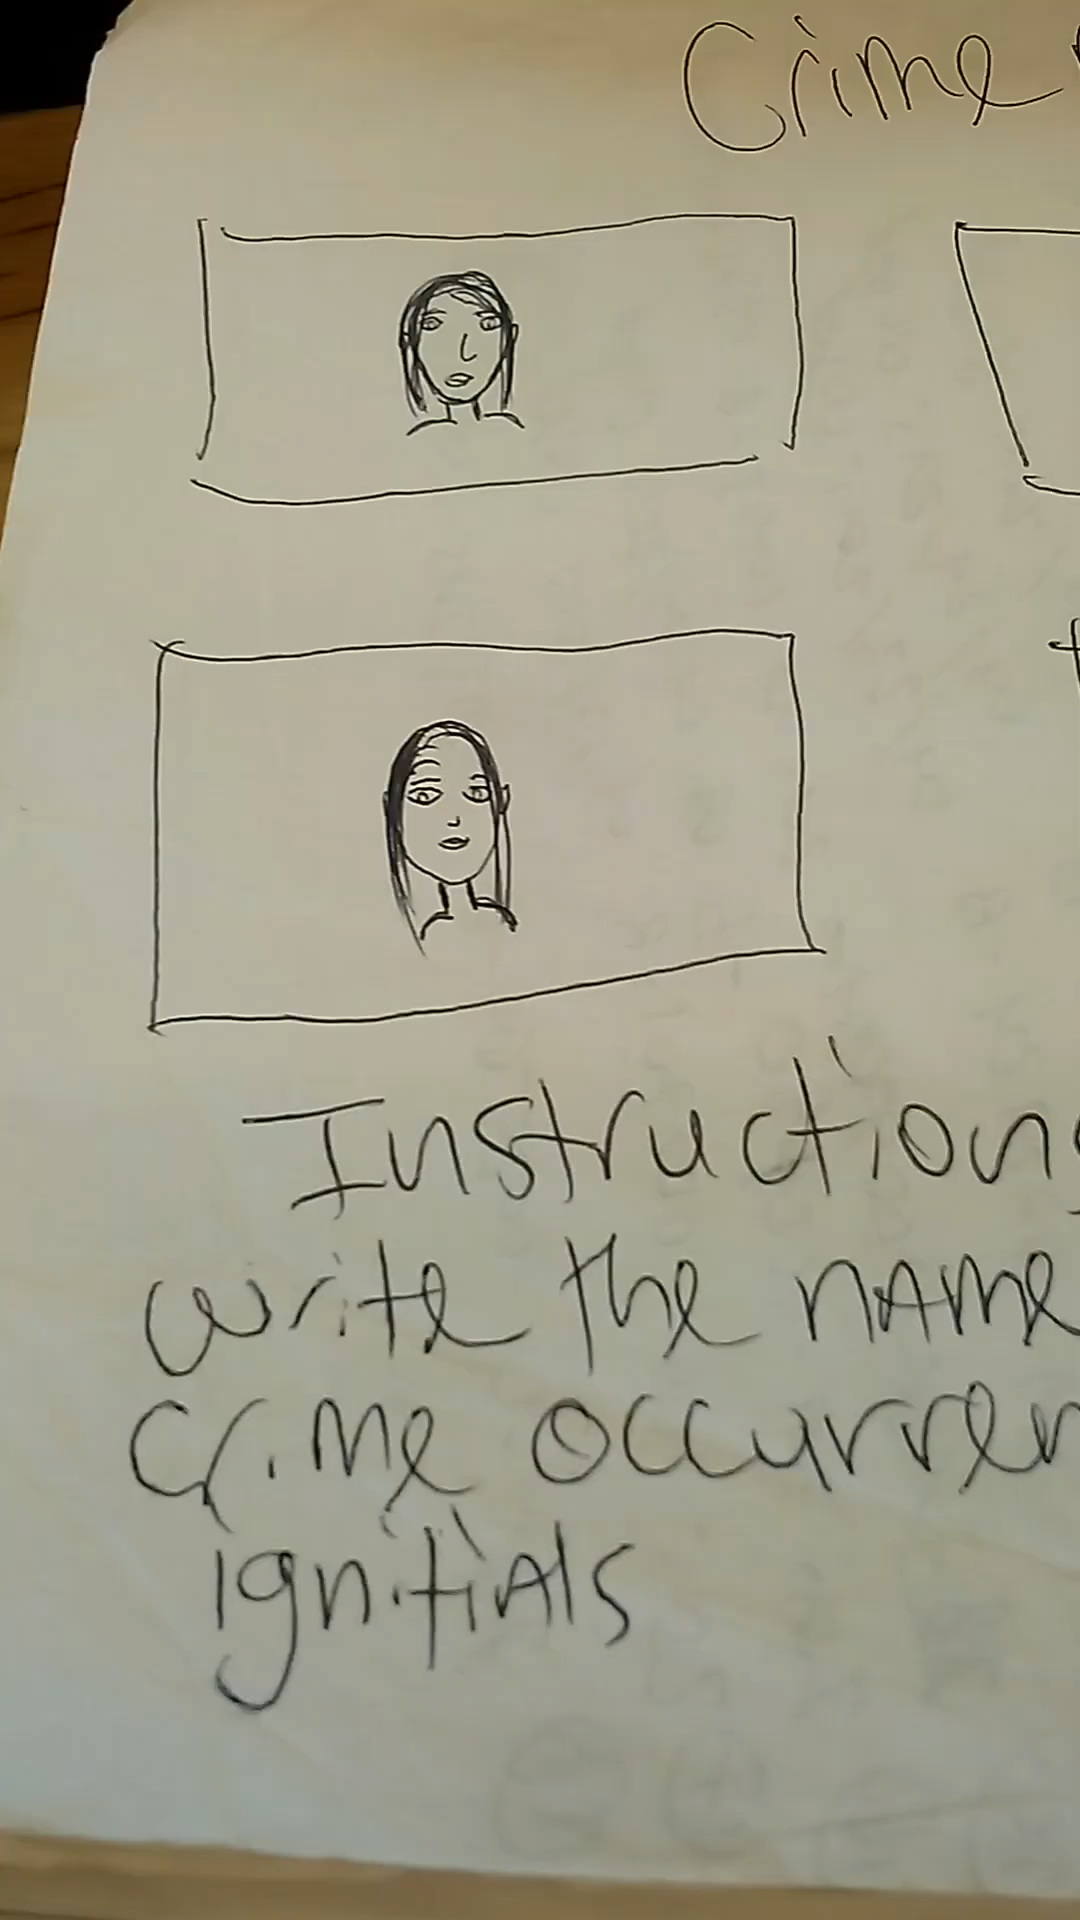 Crime
Instruction
write the name
crime occurren
ignitials